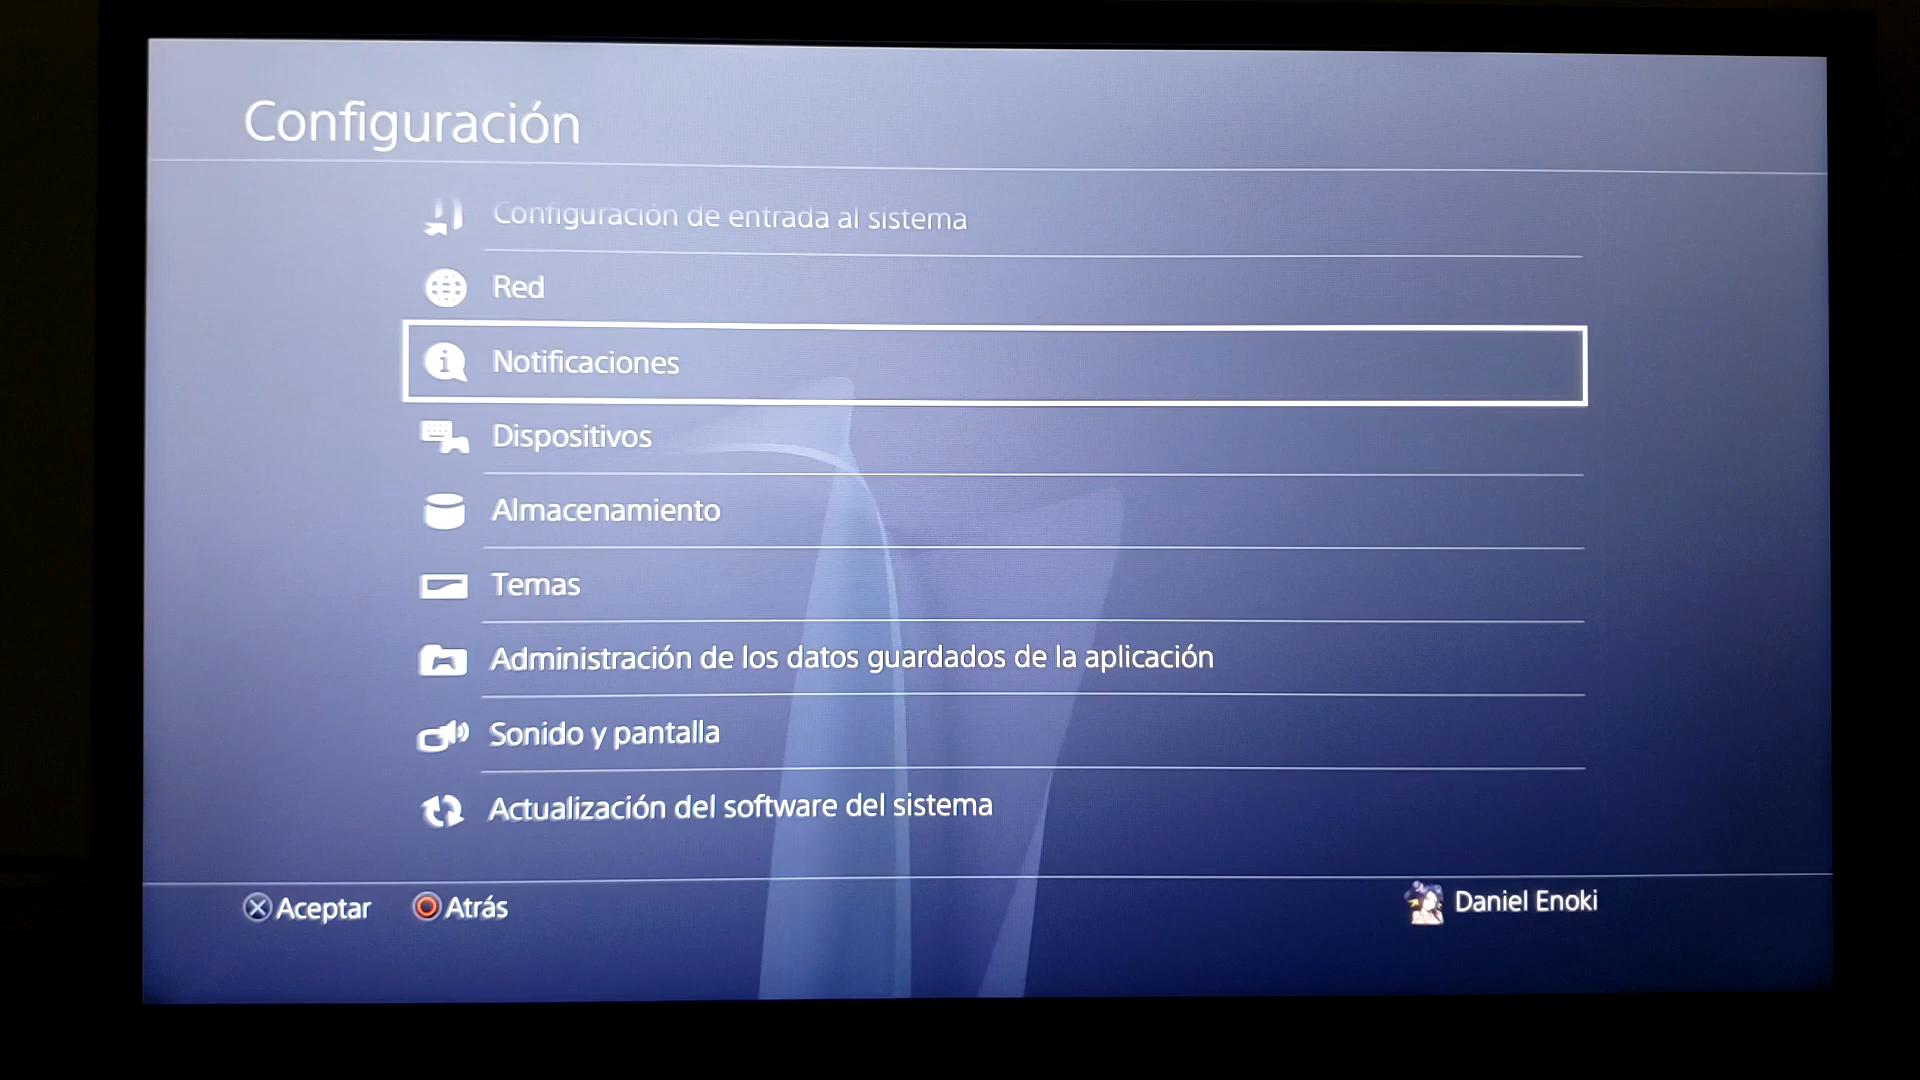 Configuración
Configuración de entrada al sistema
Red
Notificaciones
Dispositivos
Almacenamiento
Temas
Administración de los datos guardados de la aplicación
Sonido y pantalla
Actualización del software del sistema
Aceptar Atrás Daniel Enoki